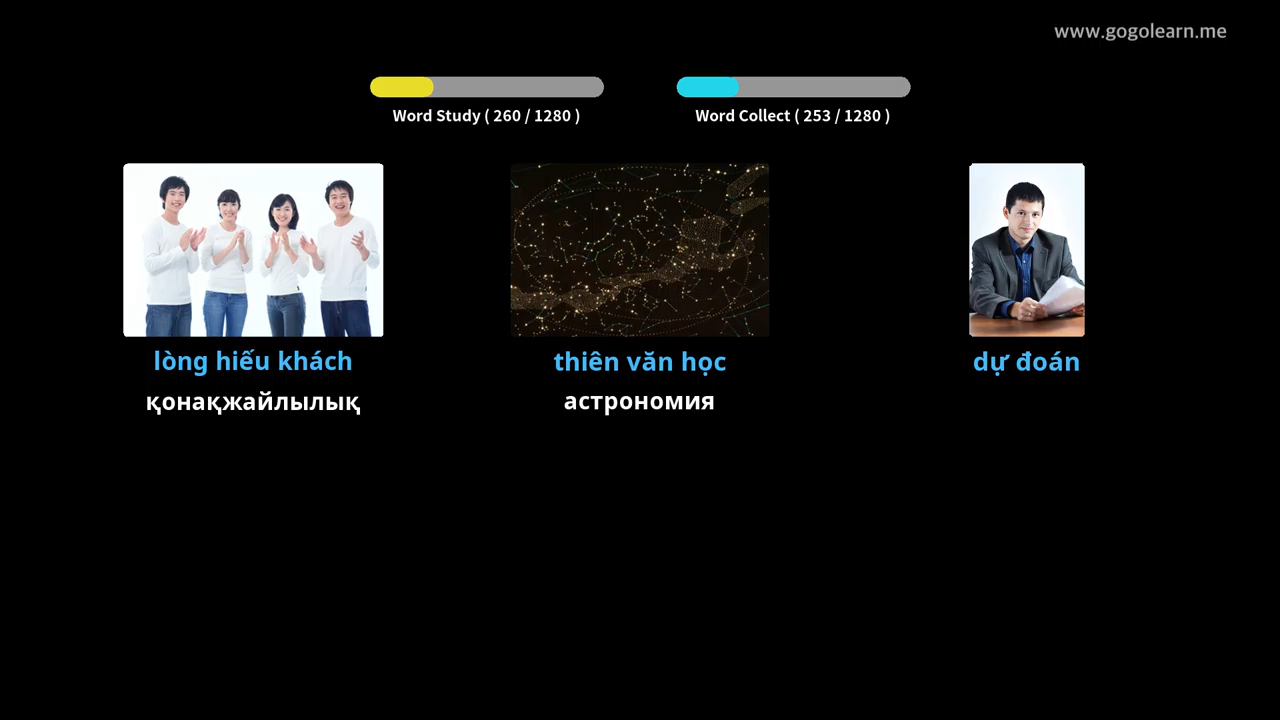 www.gogolearn.me
Word Study ( 260 / 1280 )
Word Collect ( 253 / 1280 )
lòng hiếu khách
thiên văn học
dự đoán
қонақжайлылық
астрономия